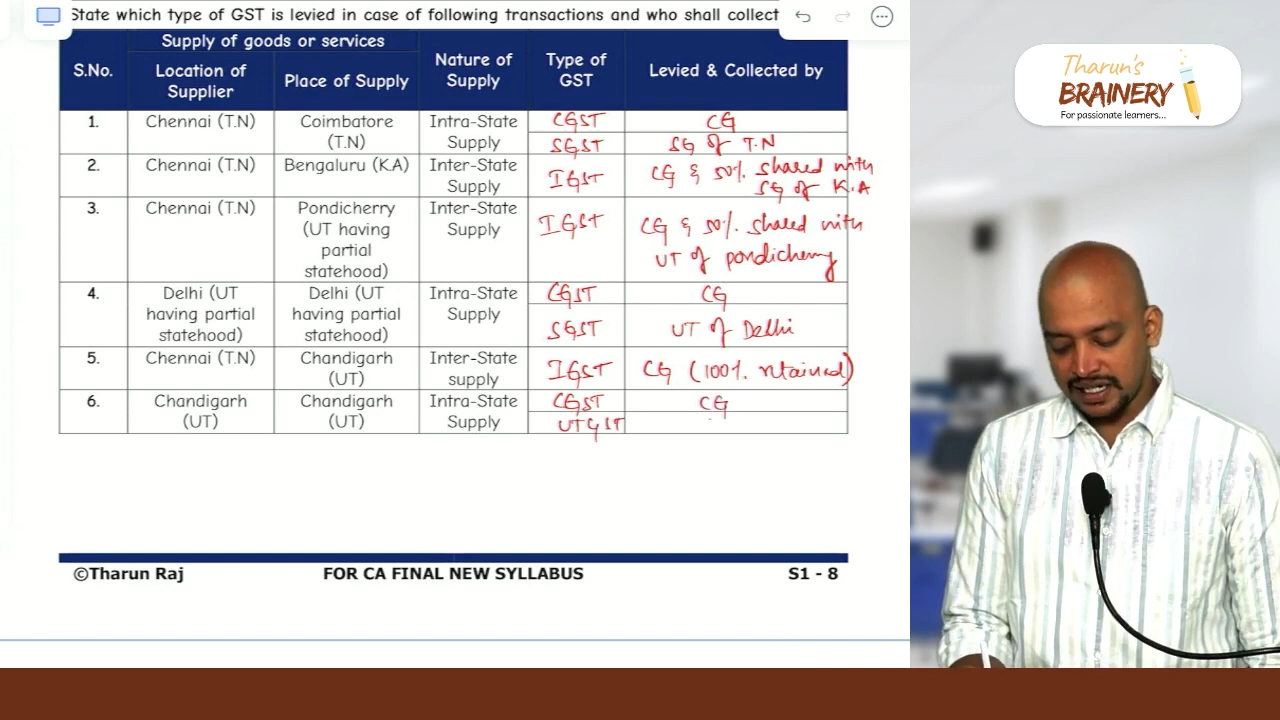 State which type of GST is levied in case of following transactions and who shall collect
Supply of goods or services
S.No.
Location of Supplier
Place of Supply
Nature of Supply
Type of GST
Levied & Collected by
1.
Chennai (T.N)
Coimbatore (T.N)
Intra-State Supply
CGST
CG
SGST
SG of T.N
2.
Chennai (T.N)
Bengaluru (K.A)
Inter-State Supply
IGST
CG & 50% shared with
SG of K.A
3.
Chennai (T.N)
Pondicherry (UT having partial statehood)
Inter-State Supply
IGST
CG & 50% shared with
UT of pondicherry
4.
Delhi (UT having partial statehood)
Delhi (UT having partial statehood)
Intra-State Supply
CGST
CG
SGST
UT of Delhi
5.
Chennai (T.N)
Chandigarh (UT)
Inter-State supply
IGST
CG (100% retained)
6.
Chandigarh (UT)
Chandigarh (UT)
Intra-State Supply
CGST
CG
UTGST
©Tharun Raj
FOR CA FINAL NEW SYLLABUS
S1 - 8
Tharun's
BRAINERY
For passionate learners...